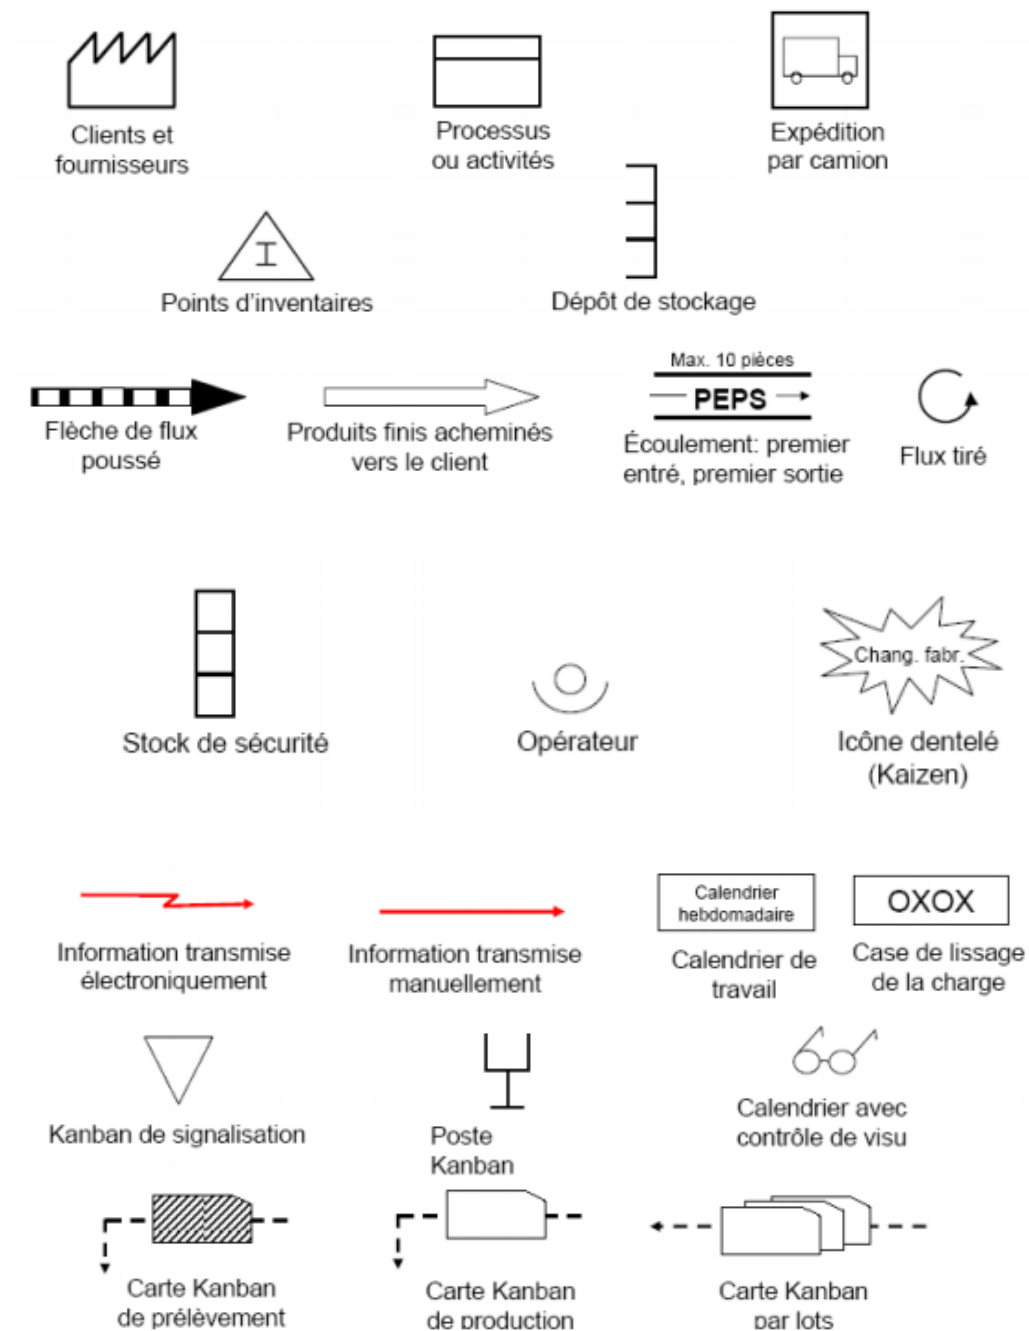 Clients et
fournisseurs
Processus
ou activités
Expédition
par camion
I
Points d'inventaires
Dépôt de stockage
Flèche de flux
poussé
Produits finis acheminés
vers le client
Max. 10 pièces
PEPS
Écoulement: premier
entré, premier sortie
Flux tiré
Stock de sécurité
Opérateur
Chang. fabr.
Icône dentelé
(Kaizen)
Information transmise
électroniquement
Information transmise
manuellement
Calendrier
hebdomadaire
Calendrier de
travail
OXOX
Case de lissage
de la charge
Kanban de signalisation
Poste
Kanban
Calendrier avec
contrôle de visu
Carte Kanban
de prélèvement
Carte Kanban
de production
Carte Kanban
par lots